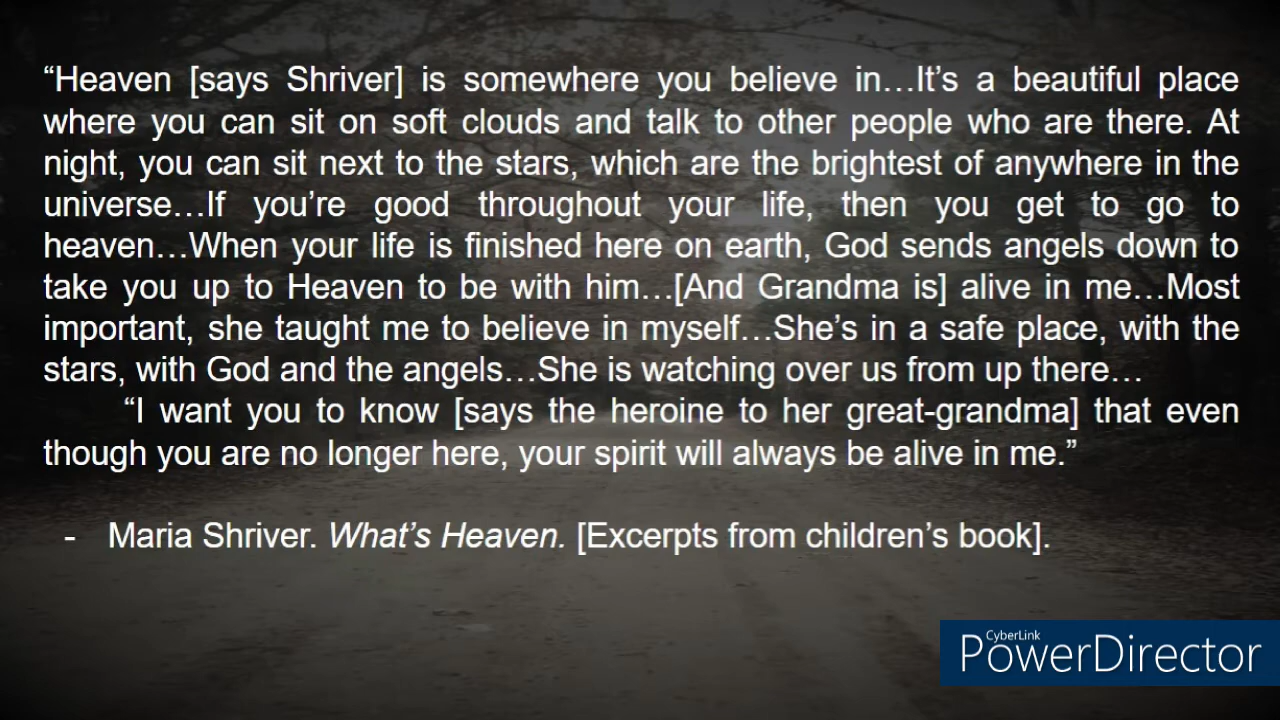 “Heaven [says Shriver] is somewhere you believe in…It’s a beautiful place
where you can sit on soft clouds and talk to other people who are there. At
night, you can sit next to the stars, which are the brightest of anywhere in the
universe…If you’re good throughout your life, then you get to go to
heaven…When your life is finished here on earth, God sends angels down to
take you up to Heaven to be with him…[And Grandma is] alive in me…Most
important, she taught me to believe in myself…She’s in a safe place, with the
stars, with God and the angels…She is watching over us from up there…
“I want you to know [says the heroine to her great-grandma] that even
though you are no longer here, your spirit will always be alive in me.”
- Maria Shriver. What’s Heaven. [Excerpts from children’s book].
CyberLink
PowerDirector